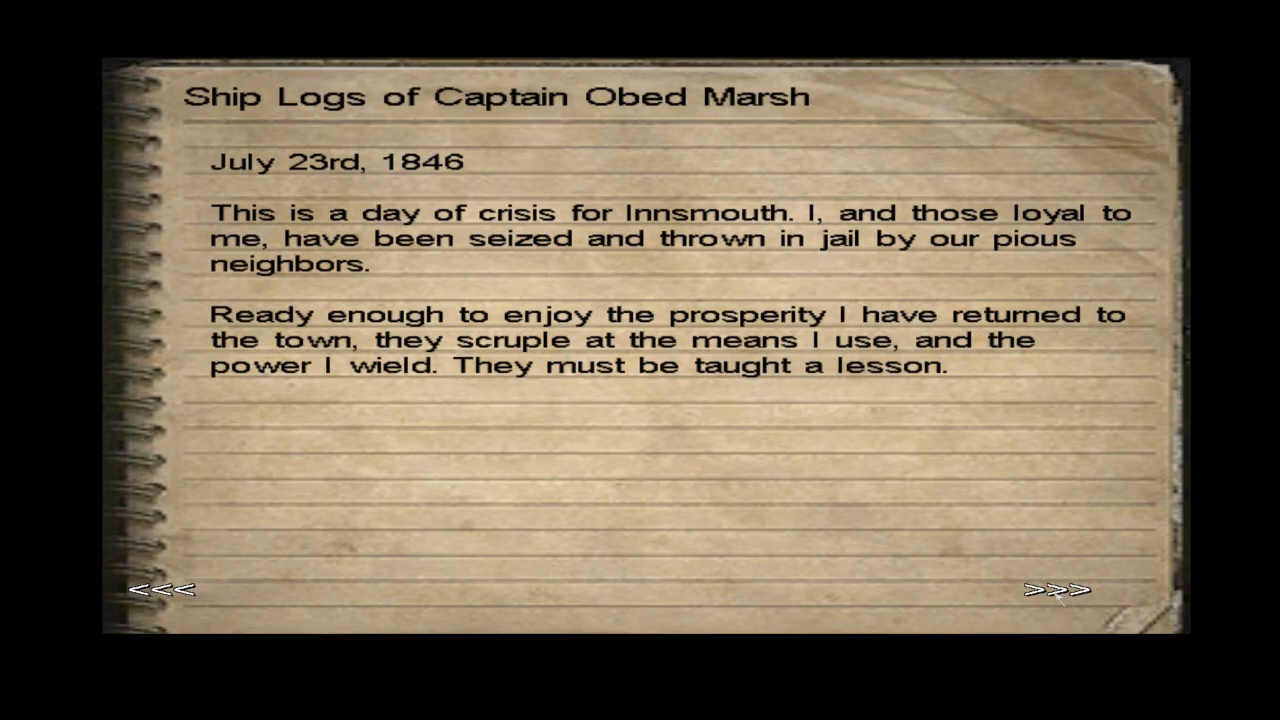 Ship Logs of Captain Obed Marsh
July 23rd, 1846
This is a day of crisis for Innsmouth. I, and those loyal to
me, have been seized and thrown in jail by our pious
neighbors.
Ready enough to enjoy the prosperity I have returned to
the town, they scruple at the means I use, and the
power I wield. They must be taught a lesson.
<<< >>>